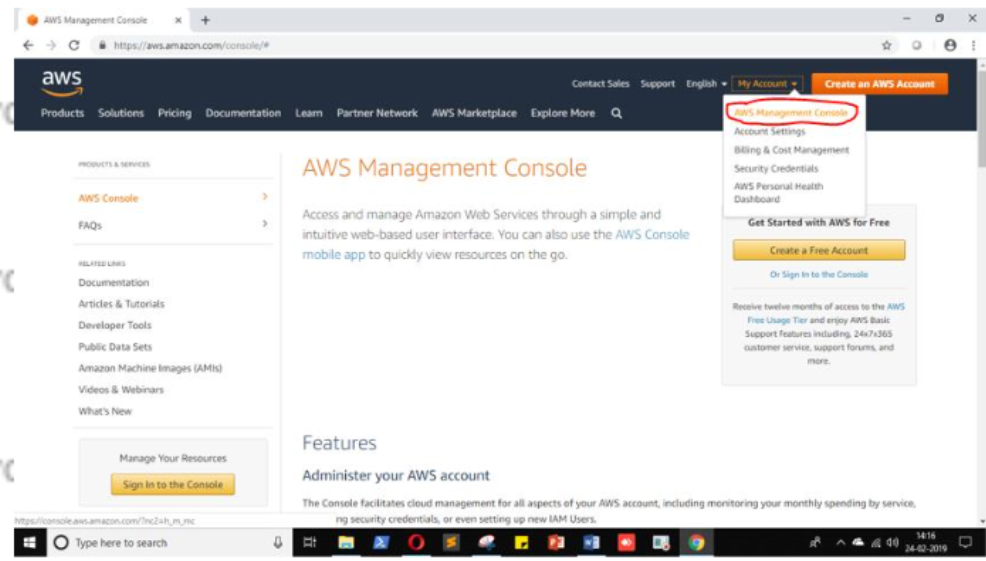 AWS Management Console
https://aws.amazon.com/console/#
aws
Contact Sales Support English My Account Create an AWS Account
Products Solutions Pricing Documentation Learn Partner Network AWS Marketplace Explore More
AWS Management Console
Account Settings
Billing & Cost Management
Security Credentials
AWS Personal Health
Dashboard
PRODUCTS & SERVICES
AWS Console
FAQs
RELATED LINKS
Documentation
Articles & Tutorials
Developer Tools
Public Data Sets
Amazon Machine Images (AMIs)
Videos & Webinars
What's New
Manage Your Resources
Sign In to the Console
AWS Management Console
Access and manage Amazon Web Services through a simple and
intuitive web-based user interface. You can also use the AWS Console
mobile app to quickly view resources on the go.
Get Started with AWS for Free
Create a Free Account
Or Sign In to the Console
Receive twelve months of access to the AWS
Free Usage Tier and enjoy AWS Basic
Support features including, 24x7x365
customer service, support forums, and
more.
Features
Administer your AWS account
The Console facilitates cloud management for all aspects of your AWS account, including monitoring your monthly spending by service,
ng security credentials, or even setting up new IAM Users.
https://console.aws.amazon.com/?nc2=h_m_mc
Type here to search
14:16
24-02-2019